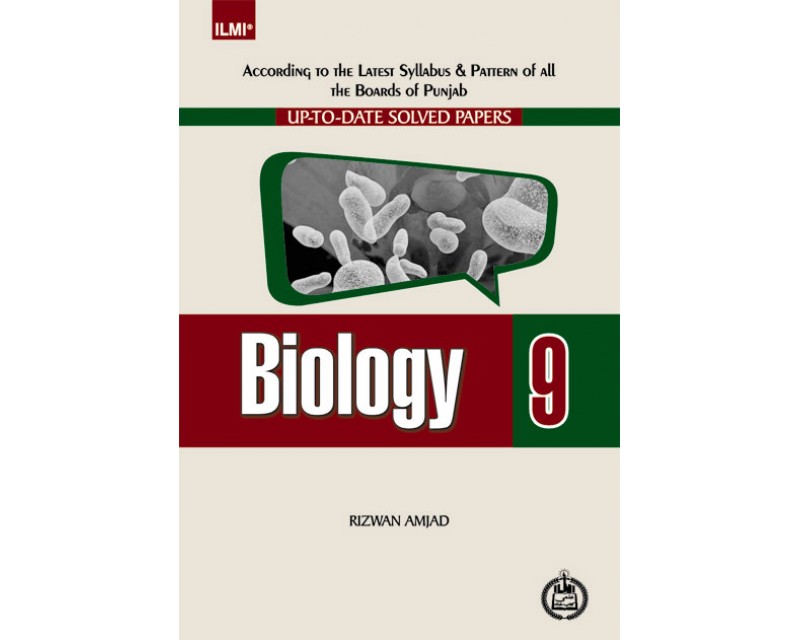 ILMI®
According to the Latest Syllabus & Pattern of all
the Boards of Punjab
UP-TO-DATE SOLVED PAPERS
Biology 9
RIZWAN AMJAD